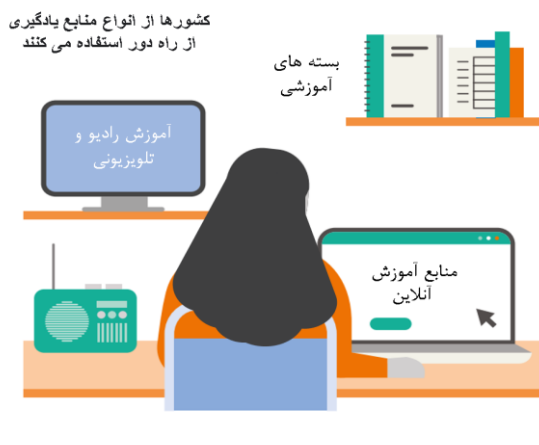 کشورها از انواع منابع یادگیری
از راه دور استفاده می کنند
بسته های
آموزشی
آموزش رادیو و
تلویزیونی
منابع آموزش
آنلاین